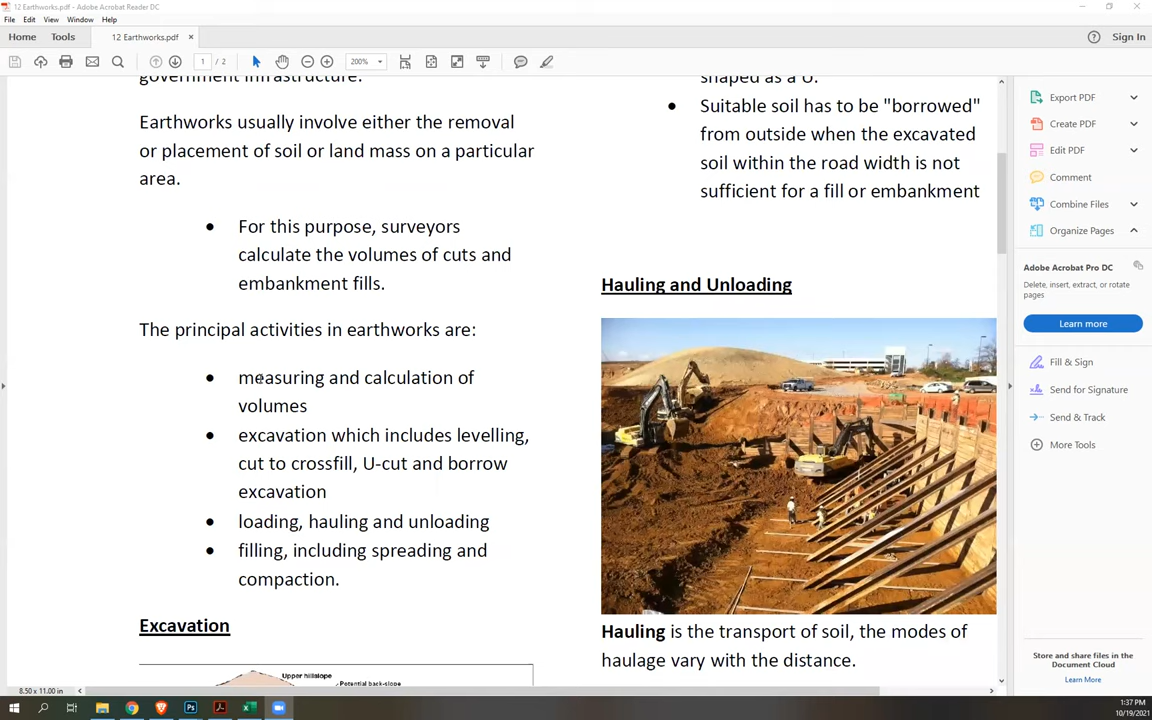 12 Earthworks.pdf - Adobe Acrobat Reader DC
File Edit View Window Help
Home Tools 12 Earthworks.pdf × Sign In
1 / 2 200%
government infrastructure.
Earthworks usually involve either the removal
or placement of soil or land mass on a particular
area.
• For this purpose, surveyors
calculate the volumes of cuts and
embankment fills.
The principal activities in earthworks are:
• measuring and calculation of
volumes
• excavation which includes levelling,
cut to crossfill, U-cut and borrow
excavation
• loading, hauling and unloading
• filling, including spreading and
compaction.
Excavation
Upper hillslope
Potential back-slope
shaped as a U.
• Suitable soil has to be "borrowed"
from outside when the excavated
soil within the road width is not
sufficient for a fill or embankment
Hauling and Unloading
Hauling is the transport of soil, the modes of
haulage vary with the distance.
Export PDF
Create PDF
Edit PDF
Comment
Combine Files
Organize Pages
Adobe Acrobat Pro DC
Delete, insert, extract, or rotate
pages
Learn more
Fill & Sign
Send for Signature
Send & Track
More Tools
Store and share files in the
Document Cloud
Learn More
8.50 x 11.00 in
1:37 PM
10/19/2021